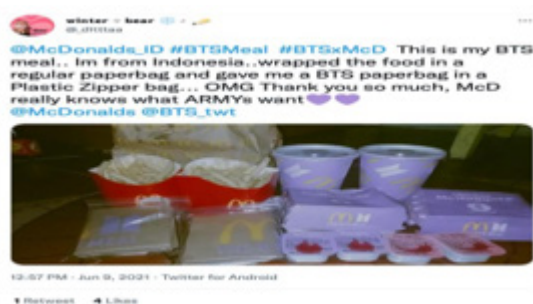 winter bear
@McDonalds_ID #BTSMeal #BTSxMcD This is my BTS
meal.. Im from Indonesia..wrapped the food in a
regular paperbag and gave me a BTS paperbag in a
Plastic Zipper bag... OMG Thank you so much, McD
really knows what ARMYs want💜💜
@McDonalds @BTS_twt
12:57 PM · Jun 9, 2021 · Twitter for Android
1 Retweet 4 Likes